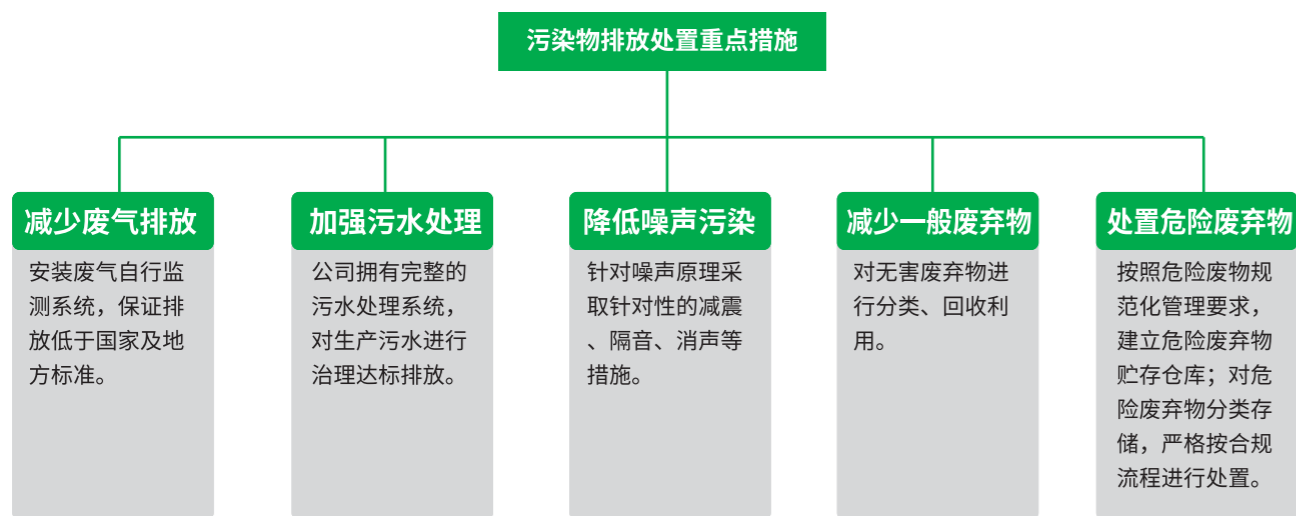 污染物排放处置重点措施
减少废气排放
安装废气自行监
测系统，保证排
放低于国家及地
方标准。
加强污水处理
公司拥有完整的
污水处理系统，
对生产污水进行
治理达标排放。
降低噪声污染
针对噪声原理采
取针对性的减震
、隔音、消声等
措施。
减少一般废弃物
对无害废弃物进
行分类、回收利
用。
处置危险废弃物
按照危险废物规
范化管理要求，
建立危险废弃物
贮存仓库；对危
险废弃物分类存
储，严格按合规
流程进行处置。